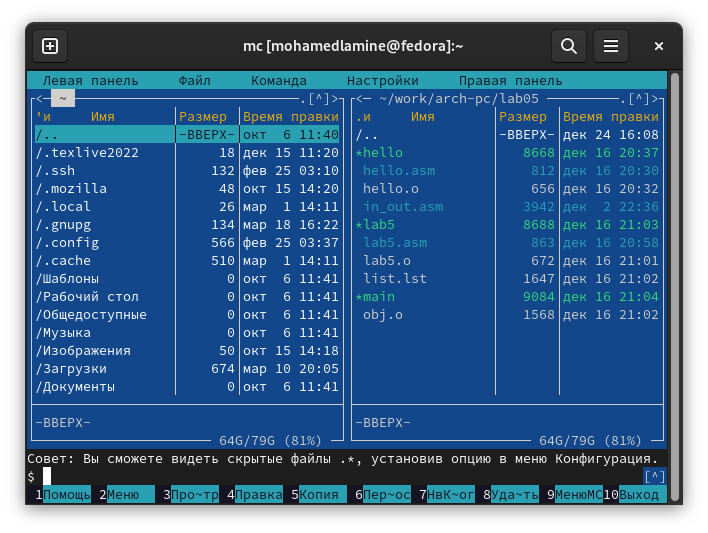 mc [mohamedlamine@fedora]:~
Левая панель Файл Команда Настройки Правая панель
<─ ~ ─.[^]>
'и Имя Размер Время правки
/.. -ВВЕРХ- окт 6 11:40
/.texlive2022 18 дек 15 11:20
/.ssh 132 фев 25 03:10
/.mozilla 48 окт 15 14:20
/.local 26 мар 1 14:11
/.gnupg 134 мар 18 16:22
/.config 566 фев 25 03:37
/.cache 510 мар 1 14:11
/Шаблоны 0 окт 6 11:41
/Рабочий стол 0 окт 6 11:41
/Общедоступные 0 окт 6 11:41
/Музыка 0 окт 6 11:41
/Изображения 50 окт 15 14:18
/Загрузки 674 мар 10 20:05
/Документы 0 окт 6 11:41
-ВВЕРХ-
64G/79G (81%)
<─ ~/work/arch-pc/lab05 ─.[^]>
.и Имя Размер Время правки
/.. -ВВЕРХ- дек 24 16:08
*hello 8668 дек 16 20:37
hello.asm 812 дек 16 20:30
hello.o 656 дек 16 20:32
in_out.asm 3942 дек 2 22:36
*lab5 8688 дек 16 21:03
lab5.asm 863 дек 16 20:58
lab5.o 672 дек 16 21:01
list.lst 1647 дек 16 21:02
*main 9084 дек 16 21:04
obj.o 1568 дек 16 21:02
-ВВЕРХ-
64G/79G (81%)
Совет: Вы сможете видеть скрытые файлы .*, установив опцию в меню Конфигурация.
$ [^]
1Помощь 2Меню 3Про~тр 4Правка 5Копия 6Пер~ос 7НвК~ог 8Уда~ть 9МенюMC 10Выход